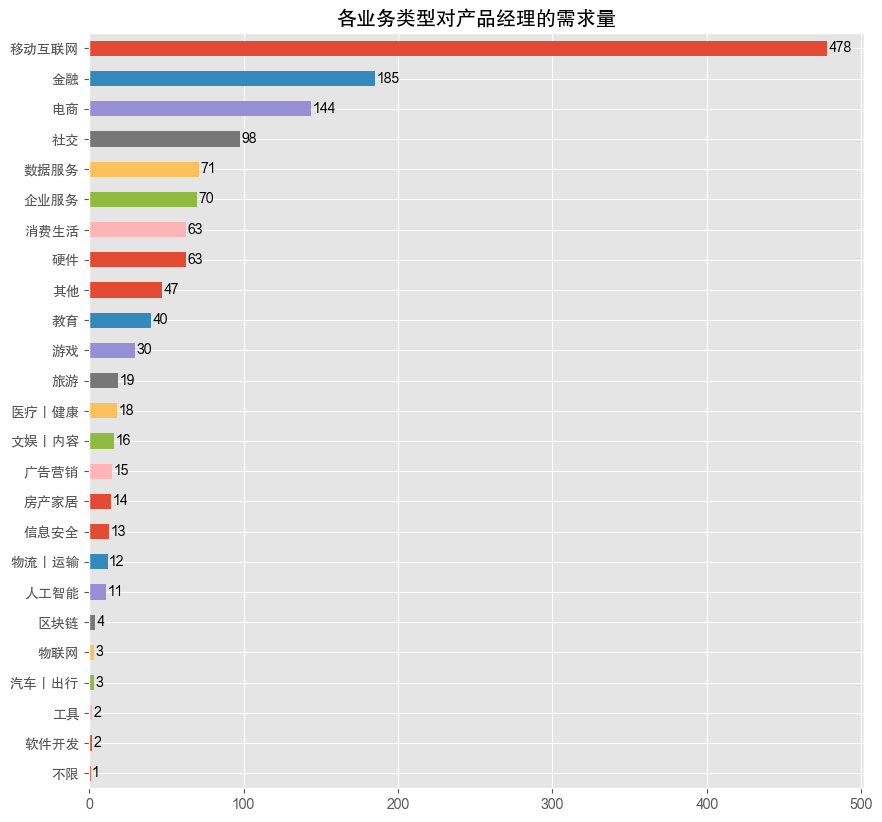 各业务类型对产品经理的需求量
移动互联网 478
金融 185
电商 144
社交 98
数据服务 71
企业服务 70
消费生活 63
硬件 63
其他 47
教育 40
游戏 30
旅游 19
医疗丨健康 18
文娱丨内容 16
广告营销 15
房产家居 14
信息安全 13
物流丨运输 12
人工智能 11
区块链 4
物联网 3
汽车丨出行 3
工具 2
软件开发 2
不限 1
0 100 200 300 400 500